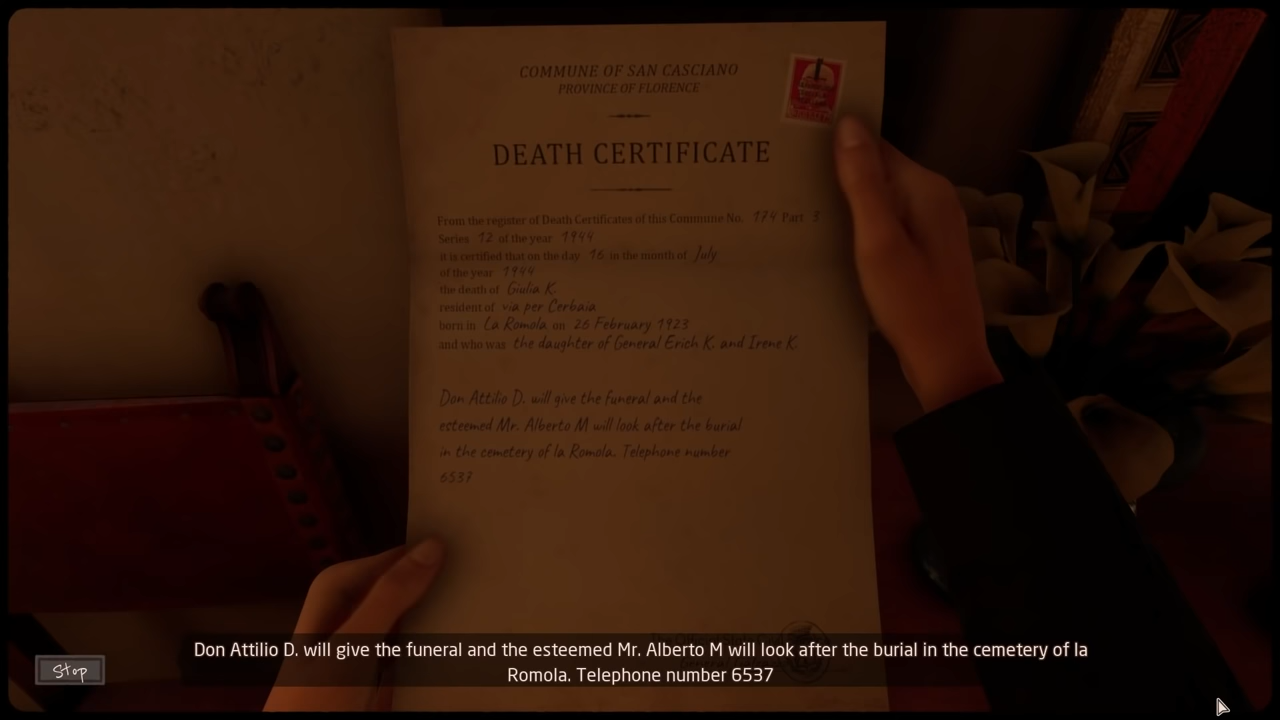 COMMUNE OF SAN CASCIANO
PROVINCE OF FLORENCE
DEATH CERTIFICATE
From the register of Death Certificates of this Commune No. 174 Part 3
Series 12 of the year 1944
it is certified that on the day 16 in the month of July
of the year 1944
the death of Giulia K.
resident of via per Cerbaia
born in La Romola on 26 February 1923
and who was the daughter of General Erich K. and Irene K.
Don Attilio D. will give the funeral and the
esteemed Mr. Alberto M will look after the burial
in the cemetery of la Romola. Telephone number
6537
Don Attilio D. will give the funeral and the esteemed Mr. Alberto M will look after the burial in the cemetery of la
Romola. Telephone number 6537
Stop